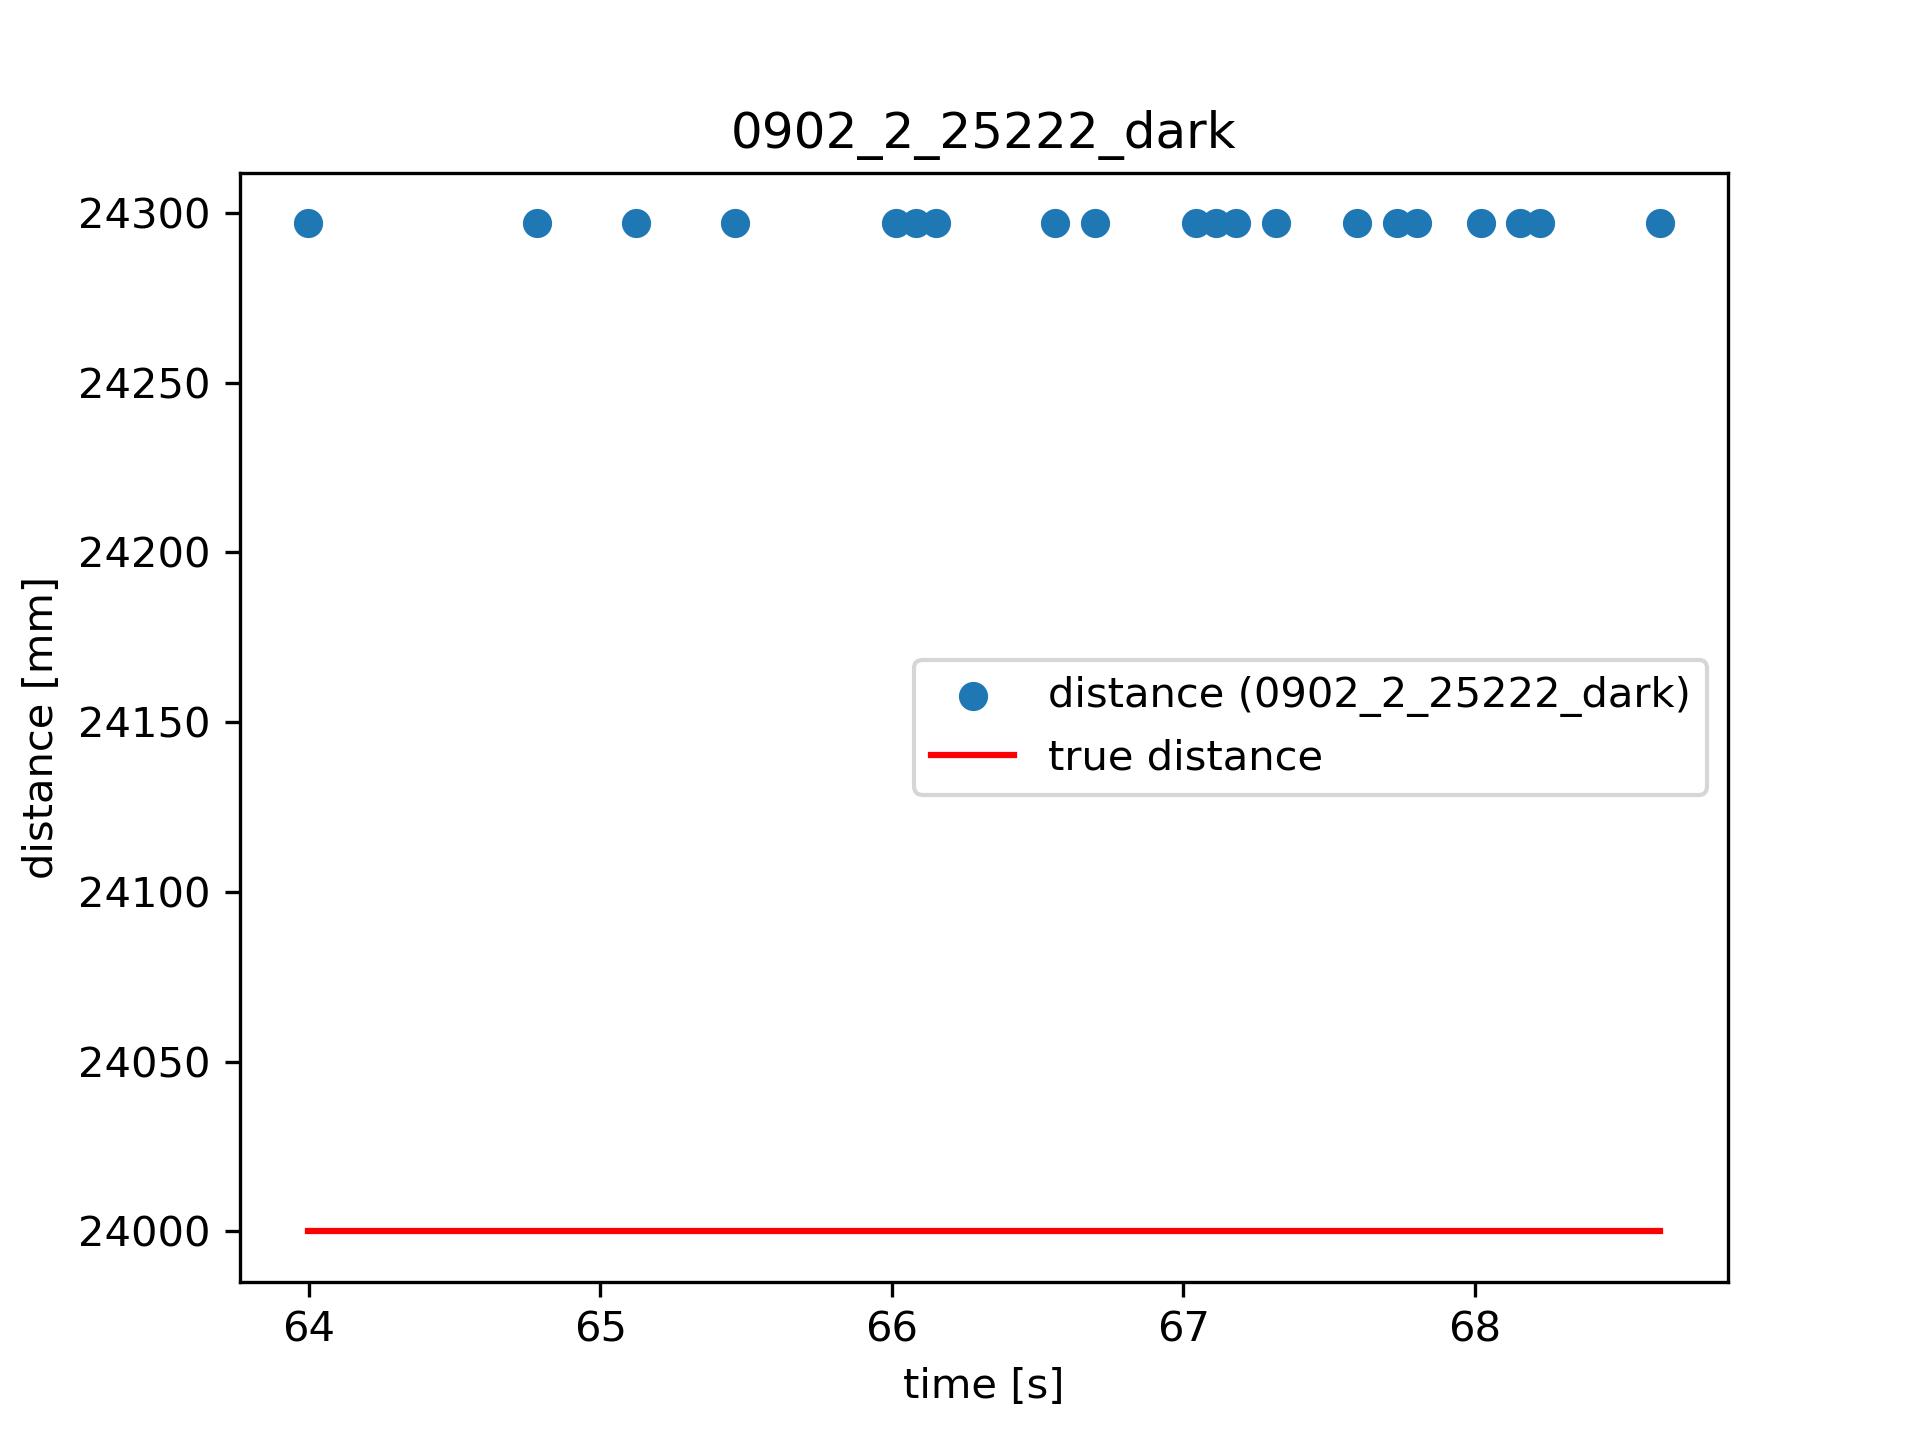 0902_2_25222_dark
24300
24250
24200
24150
24100
24050
24000
distance [mm]
distance (0902_2_25222_dark)
true distance
64 65 66 67 68
time [s]